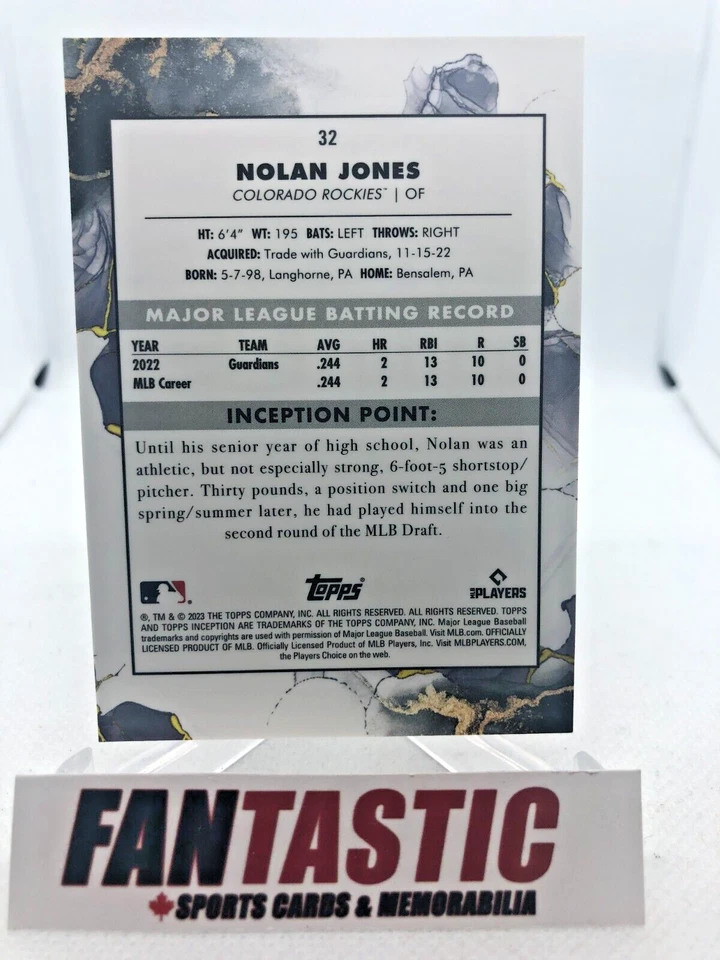 32
NOLAN JONES
COLORADO ROCKIES™ | OF
HT: 6'4" WT: 195 BATS: LEFT THROWS: RIGHT
ACQUIRED: Trade with Guardians, 11-15-22
BORN: 5-7-98, Langhorne, PA HOME: Bensalem, PA
MAJOR LEAGUE BATTING RECORD
YEAR TEAM AVG HR RBI R SB
2022 Guardians .244 2 13 10 0
MLB Career .244 2 13 10 0
INCEPTION POINT:
Until his senior year of high school, Nolan was an
athletic, but not especially strong, 6-foot-5 shortstop/
pitcher. Thirty pounds, a position switch and one big
spring/summer later, he had played himself into the
second round of the MLB Draft.
Topps
MLB PLAYERS
®, TM & © 2023 THE TOPPS COMPANY, INC. ALL RIGHTS RESERVED. ALL RIGHTS RESERVED. TOPPS
AND TOPPS INCEPTION ARE TRADEMARKS OF THE TOPPS COMPANY, INC. Major League Baseball
trademarks and copyrights are used with permission of Major League Baseball. Visit MLB.com. OFFICIALLY
LICENSED PRODUCT OF MLB. Officially Licensed Product of MLB Players, Inc. Visit MLBPLAYERS.COM,
the Players Choice on the web.
FANTASTIC
SPORTS CARDS & MEMORABILIA